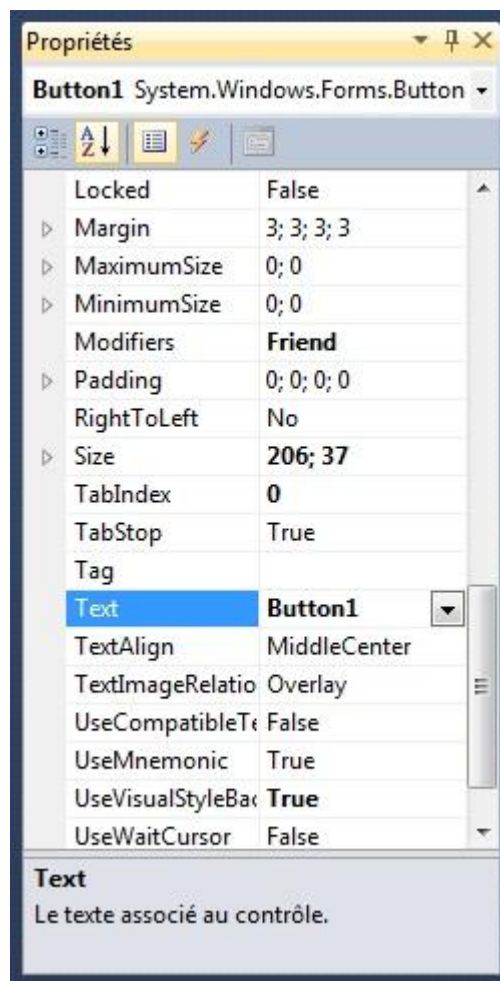 Propriétés
Button1 System.Windows.Forms.Button
A
Z
Locked False
Margin 3; 3; 3; 3
MaximumSize 0; 0
MinimumSize 0; 0
Modifiers Friend
Padding 0; 0; 0; 0
RightToLeft No
Size 206; 37
TabIndex 0
TabStop True
Tag
Text Button1
TextAlign MiddleCenter
TextImageRelatio Overlay
UseCompatibleTe False
UseMnemonic True
UseVisualStyleBac True
UseWaitCursor False
Text
Le texte associé au contrôle.